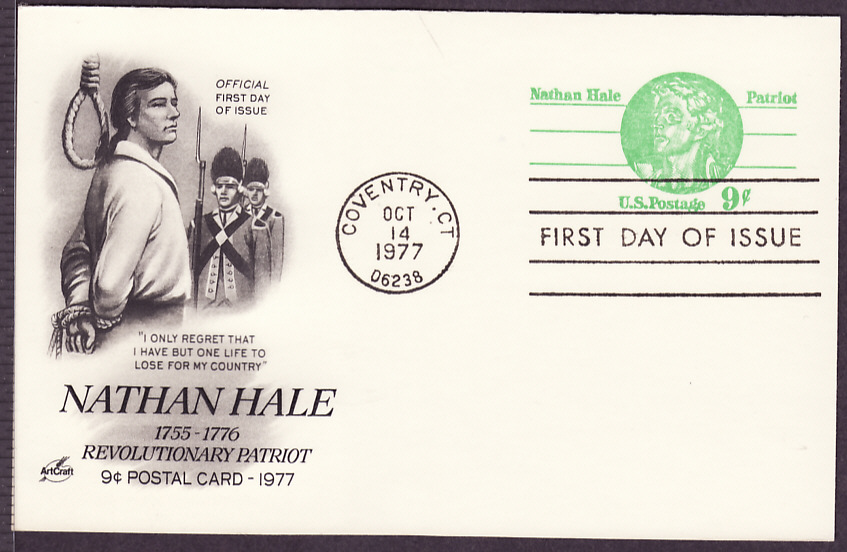 OFFICIAL
FIRST DAY
OF ISSUE
"I ONLY REGRET THAT
I HAVE BUT ONE LIFE TO
LOSE FOR MY COUNTRY"
NATHAN HALE
1755-1776
REVOLUTIONARY PATRIOT
9¢ POSTAL CARD - 1977
ArtCraft
COVENTRY, CT
OCT
14
1977
06238
Nathan Hale Patriot
U.S. Postage 9¢
FIRST DAY OF ISSUE